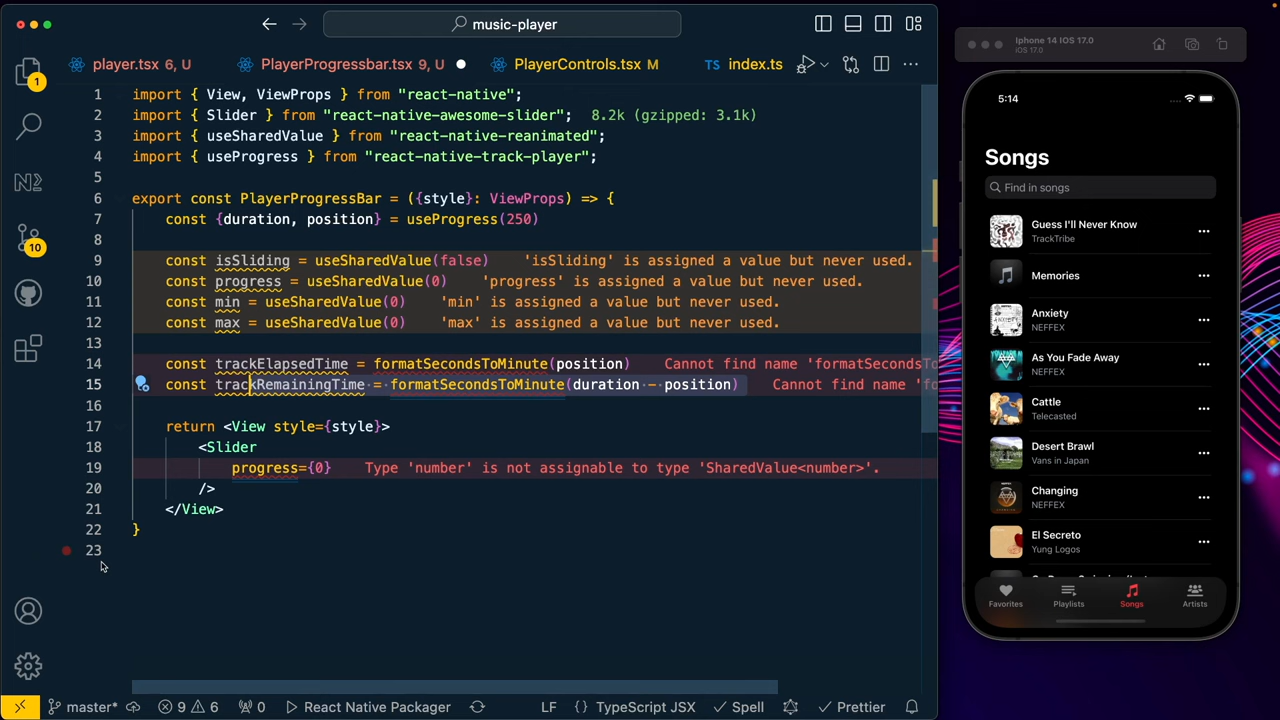 music-player
player.tsx 6, U
PlayerProgressbar.tsx 9, U
PlayerControls.tsx M
TS index.ts
1 import { View, ViewProps } from "react-native";
2 import { Slider } from "react-native-awesome-slider"; 8.2k (gzipped: 3.1k)
3 import { useSharedValue } from "react-native-reanimated";
4 import { useProgress } from "react-native-track-player";
5
6 export const PlayerProgressBar = ({style}: ViewProps) => {
7 const {duration, position} = useProgress(250)
8
9 const isSliding = useSharedValue(false) 'isSliding' is assigned a value but never used.
10 const progress = useSharedValue(0) 'progress' is assigned a value but never used.
11 const min = useSharedValue(0) 'min' is assigned a value but never used.
12 const max = useSharedValue(0) 'max' is assigned a value but never used.
13
14 const trackElapsedTime = formatSecondsToMinute(position) Cannot find name 'formatSecondsTo
15 const trackRemainingTime = formatSecondsToMinute(duration - position) Cannot find name 'fo
16
17 return <View style={style}>
18 <Slider
19 progress={0} Type 'number' is not assignable to type 'SharedValue<number>'.
20 />
21 </View>
22 }
23
1
10
N2
master* 9 6 0 React Native Packager LF {} TypeScript JSX Spell Prettier
Iphone 14 IOS 17.0
iOS 17.0
5:14
Songs
Find in songs
Guess I'll Never Know
TrackTribe
Memories
Anxiety
NEFFEX
As You Fade Away
NEFFEX
Cattle
Telecasted
Desert Brawl
Vans in Japan
Changing
NEFFEX
El Secreto
Yung Logos
Favorites
Playlists
Songs
Artists